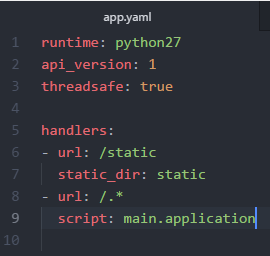 app.yaml
1 runtime: python27
2 api_version: 1
3 threadsafe: true
4
5 handlers:
6 - url: /static
7   static_dir: static
8 - url: /.*
9   script: main.application
10